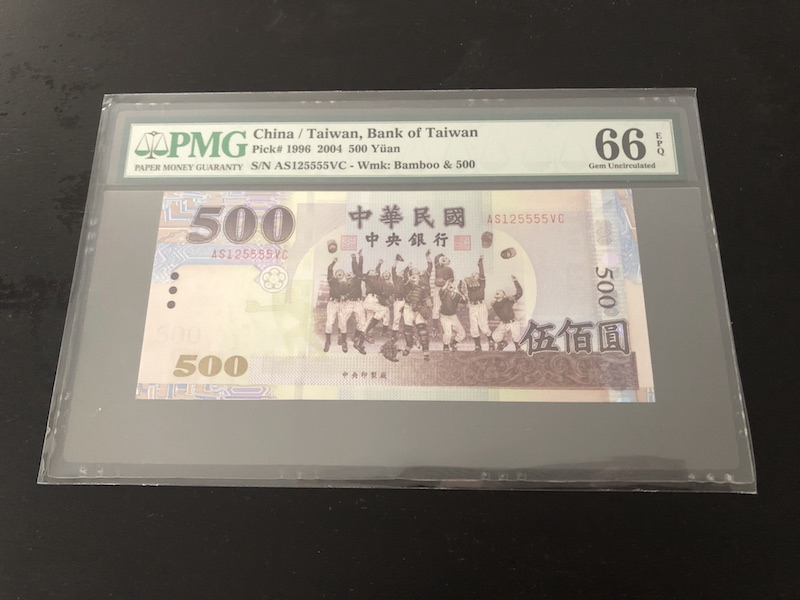 PMG
PAPER MONEY GUARANTY
China / Taiwan, Bank of Taiwan
Pick# 1996 2004 500 Yüan
S/N AS125555VC - Wmk: Bamboo & 500
66
EPQ
Gem Uncirculated
500
中華民國
AS125555VC
中央銀行
AS125555VC
500
500
伍佰圓
500
中央印製廠